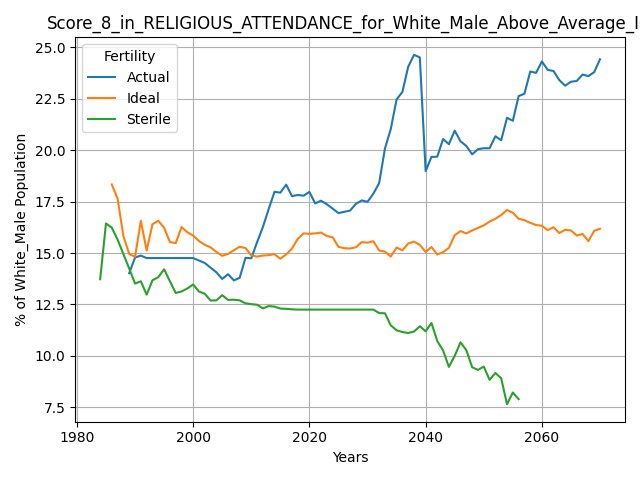 Score_8_in_RELIGIOUS_ATTENDANCE_for_White_Male_Above_Average_I
25.0
22.5
20.0
17.5
15.0
12.5
10.0
7.5
% of White_Male Population
Fertility
Actual
Ideal
Sterile
1980
2000
2020
2040
2060
Years